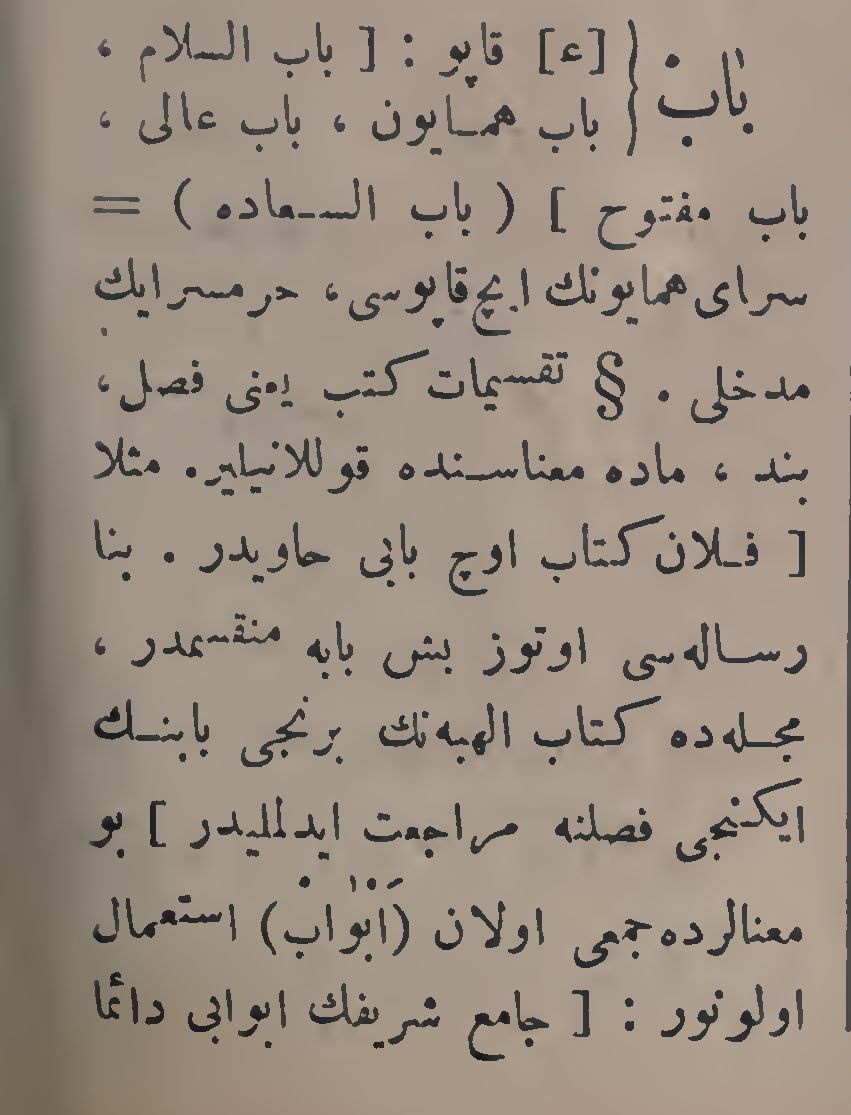 باب { [ء] قاپو : [ باب السلام ،
باب همایون ، باب عالی ،
باب مفتوح ] ( باب السعاده ) =
سرای همایونك ایچ قاپوسی، حرمسرایك
مدخلی . § تقسیمات کتب یعنی فصل،
بند ، ماده معناسنده قوللانیلیر. مثلا
[ فلان کتاب اوچ بابی حاویدر . بنا
رساله‌سی اوتوز بش بابه منقسمدر ،
مجله‌ده کتاب الهبه‌نك برنجی بابنك
ایکنجی فصلنه مراجعت ایدلملیدر ] بو
معنالرده جمعی اولان (اَبْوَاب) استعمال
اولونور : [ جامع شریفك ابوابی دائما